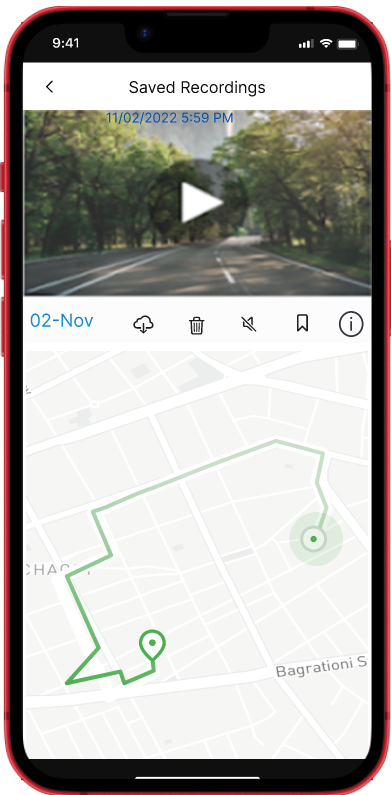 9:41
Saved Recordings
11/02/2022 5:59 PM
02-Nov
Bagrationi S